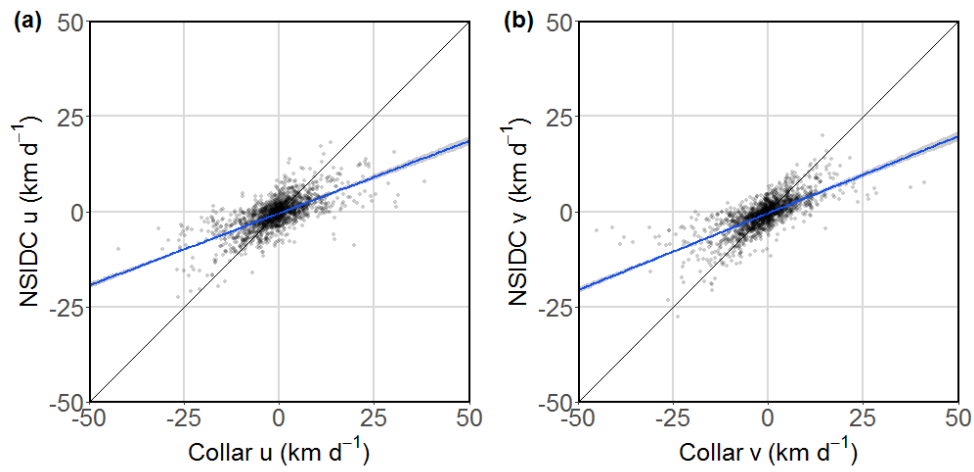 (a)
50
25
0
-25
-50
NSIDC u (km d⁻¹)
-50 -25 0 25 50
Collar u (km d⁻¹)
(b)
50
25
0
-25
-50
NSIDC v (km d⁻¹)
-50 -25 0 25 50
Collar v (km d⁻¹)